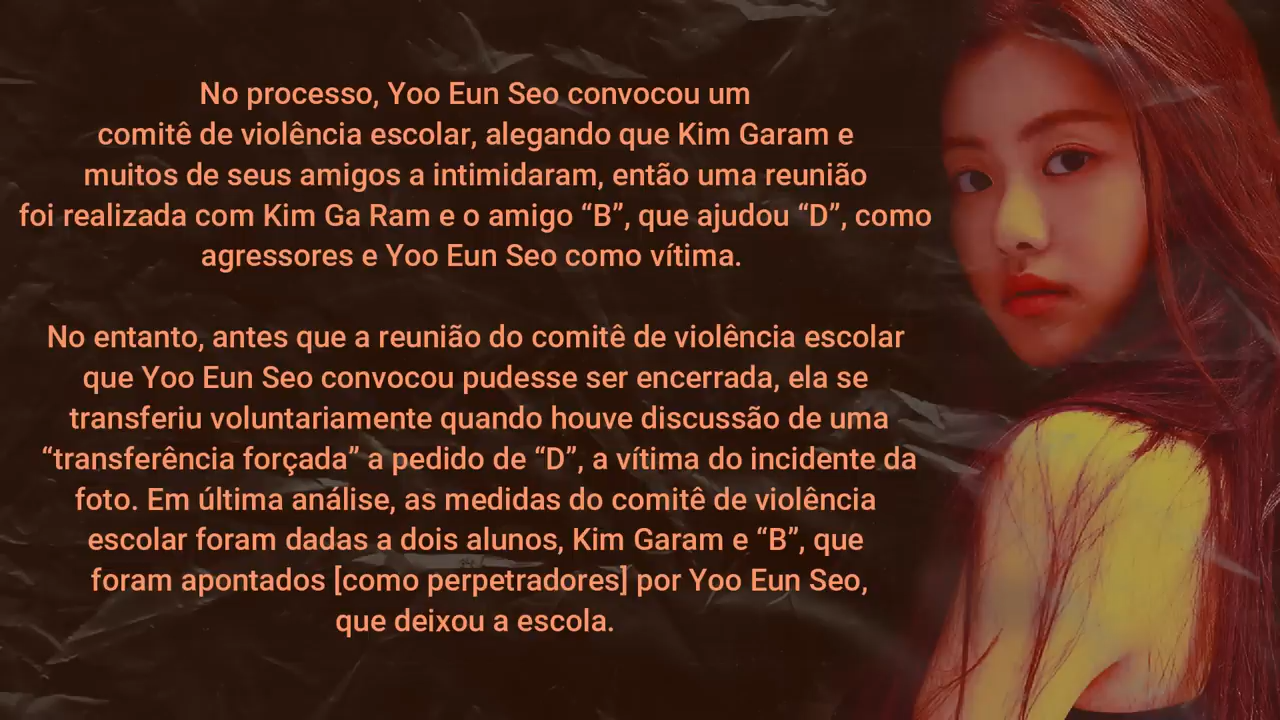 No processo, Yoo Eun Seo convocou um
comitê de violência escolar, alegando que Kim Garam e
muitos de seus amigos a intimidaram, então uma reunião
foi realizada com Kim Ga Ram e o amigo “B”, que ajudou “D”, como
agressores e Yoo Eun Seo como vítima.
No entanto, antes que a reunião do comitê de violência escolar
que Yoo Eun Seo convocou pudesse ser encerrada, ela se
transferiu voluntariamente quando houve discussão de uma
“transferência forçada” a pedido de “D”, a vítima do incidente da
foto. Em última análise, as medidas do comitê de violência
escolar foram dadas a dois alunos, Kim Garam e “B”, que
foram apontados [como perpetradores] por Yoo Eun Seo,
que deixou a escola.